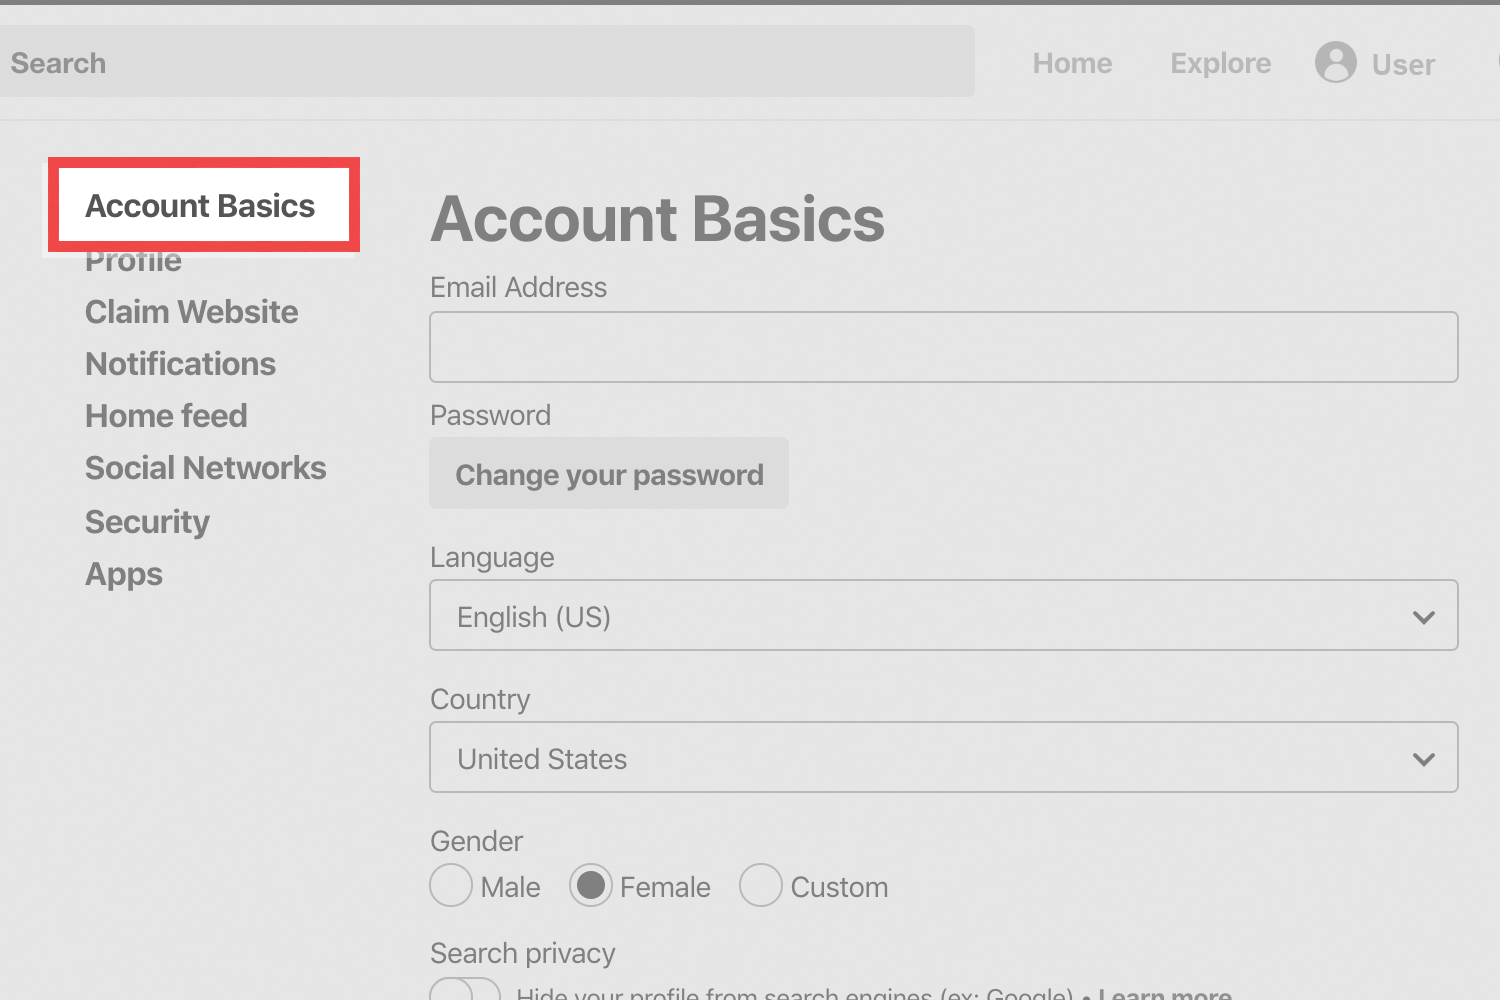 Search
Home
Explore
User
Account Basics
Profile
Claim Website
Notifications
Home feed
Social Networks
Security
Apps
Account Basics
Email Address
Password
Change your password
Language
English (US)
Country
United States
Gender
Male
Female
Custom
Search privacy
Hide your profile from search engines (ex: Google) • Learn more